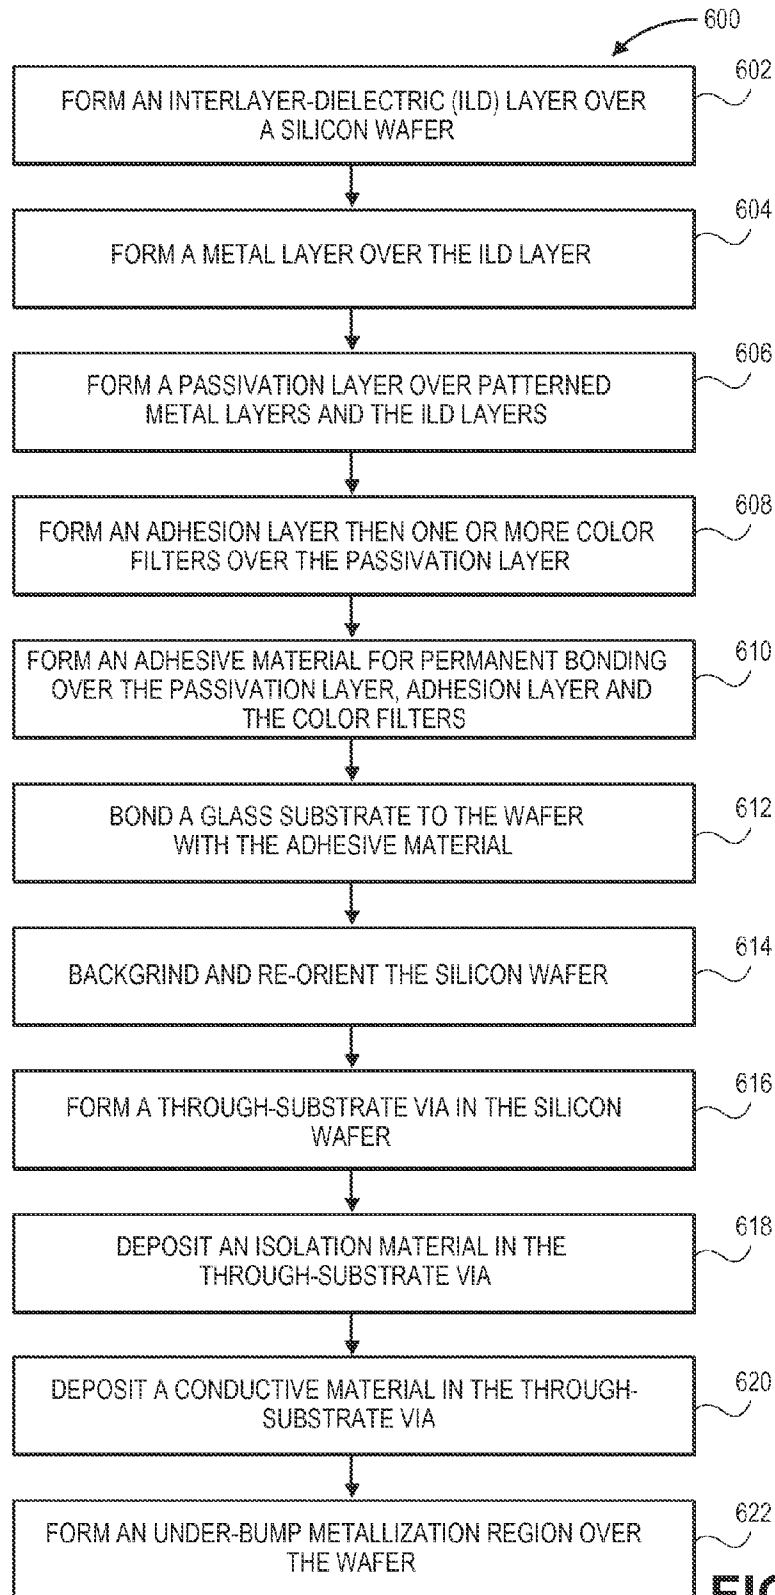 600
602
FORM AN INTERLAYER-DIELECTRIC (ILD) LAYER OVER
A SILICON WAFER
604
FORM A METAL LAYER OVER THE ILD LAYER
606
FORM A PASSIVATION LAYER OVER PATTERNED
METAL LAYERS AND THE ILD LAYERS
608
FORM AN ADHESION LAYER THEN ONE OR MORE COLOR
FILTERS OVER THE PASSIVATION LAYER
610
FORM AN ADHESIVE MATERIAL FOR PERMANENT BONDING
OVER THE PASSIVATION LAYER, ADHESION LAYER AND
THE COLOR FILTERS
612
BOND A GLASS SUBSTRATE TO THE WAFER
WITH THE ADHESIVE MATERIAL
614
BACKGRIND AND RE-ORIENT THE SILICON WAFER
616
FORM A THROUGH-SUBSTRATE VIA IN THE SILICON
WAFER
618
DEPOSIT AN ISOLATION MATERIAL IN THE
THROUGH-SUBSTRATE VIA
620
DEPOSIT A CONDUCTIVE MATERIAL IN THE THROUGH-
SUBSTRATE VIA
622
FORM AN UNDER-BUMP METALLIZATION REGION OVER
THE WAFER